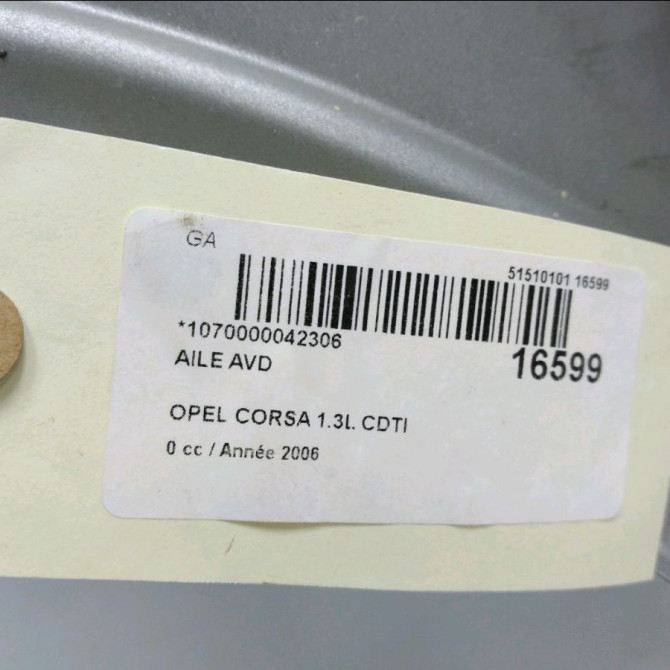 GA
51510101 16599
*1070000042306
16599
AILE AVD
OPEL CORSA 1.3L CDTI
0 cc / Année 2006